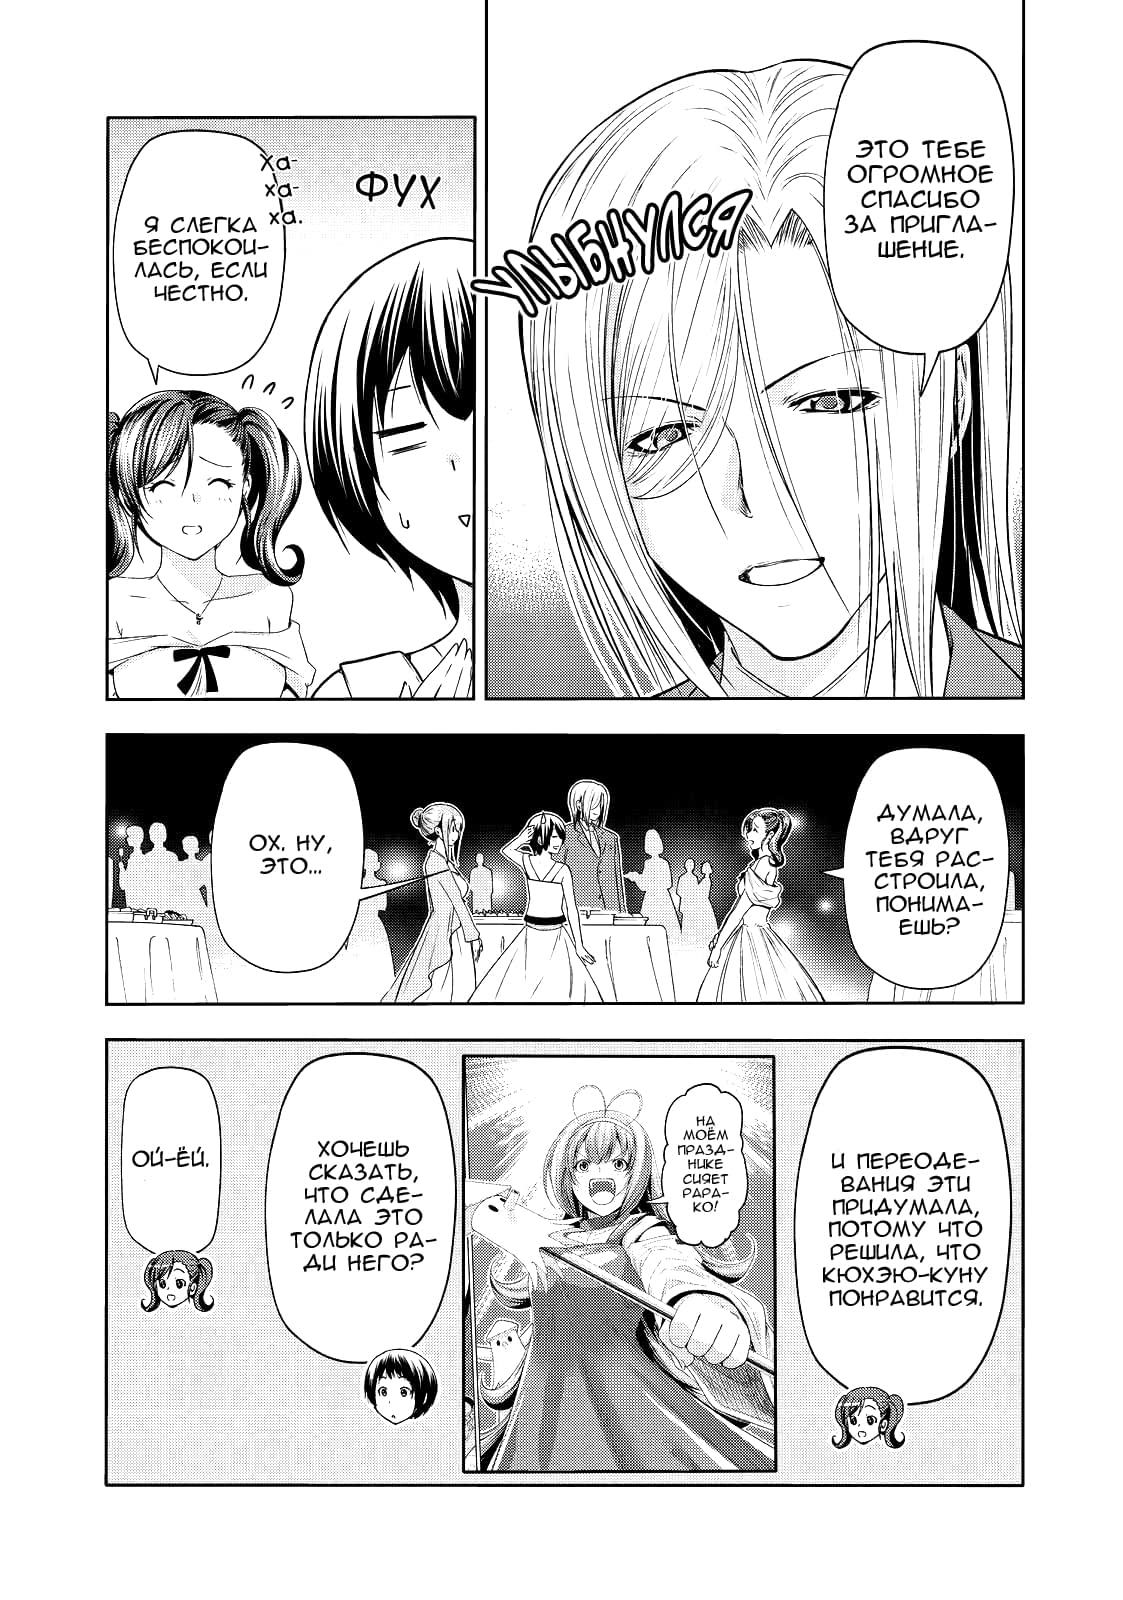 ЭТО ТЕБЕ
ОГРОМНОЕ
СПАСИБО
ЗА ПРИГЛА-
ШЕНИЕ.
УЛЫБНУЛСЯ
ФУХ
Ха-
ха-
ха.
Я СЛЕГКА
БЕСПОКОИ-
ЛАСЬ, ЕСЛИ
ЧЕСТНО.
ДУМАЛА,
ВДРУГ
ТЕБЯ РАС-
СТРОИЛА,
ПОНИМА-
ЕШЬ?
ОХ. НУ,
ЭТО...
И ПЕРЕОДЕ-
ВАНИЯ ЭТИ
ПРИДУМАЛА,
ПОТОМУ ЧТО
РЕШИЛА, ЧТО
КЮХЭЮ-КУНУ
ПОНРАВИТСЯ.
НА
МОЁМ
ПРАЗД-
НИКЕ
СИЯЕТ
РАРА-
КО!
ХОЧЕШЬ
СКАЗАТЬ,
ЧТО СДЕ-
ЛАЛА ЭТО
ТОЛЬКО РА-
ДИ НЕГО?
ОЙ-ЁЙ.